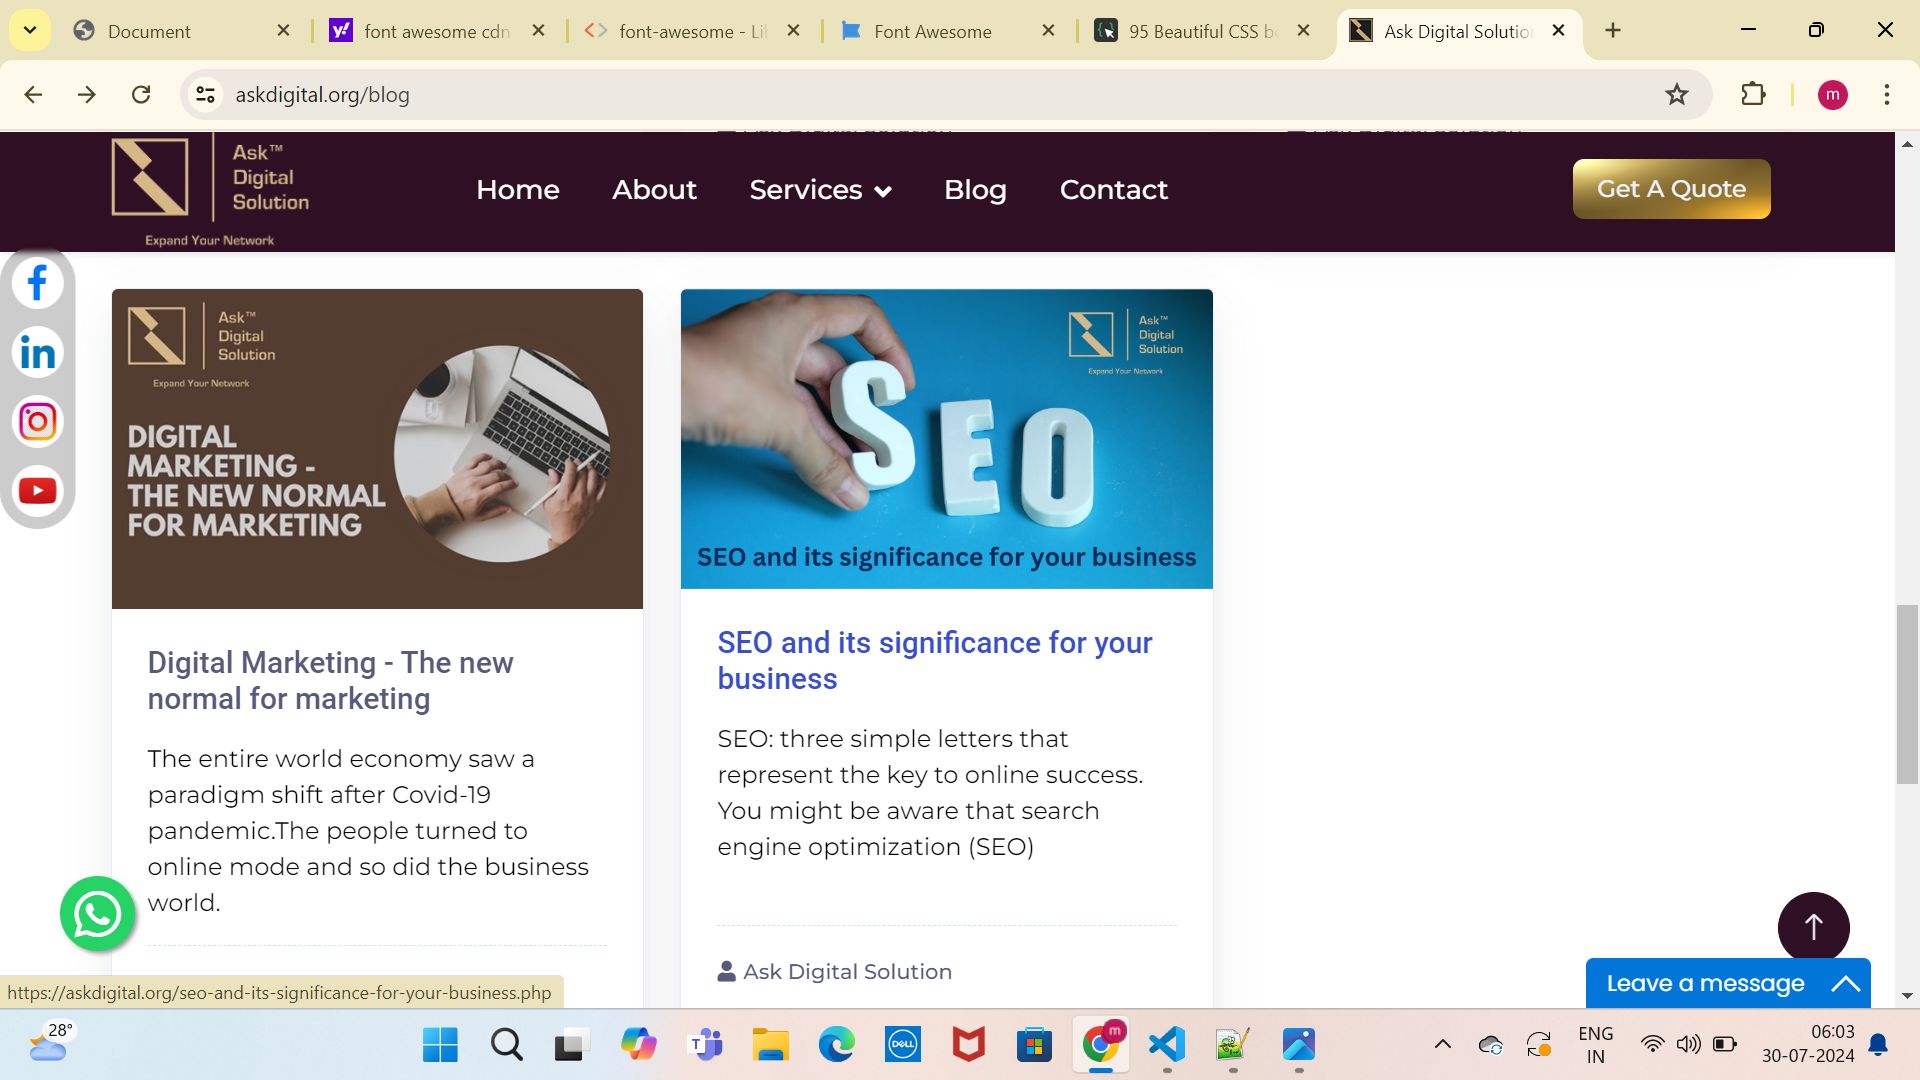 Document
font awesome cdn
font-awesome - Li
Font Awesome
95 Beautiful CSS b
Ask Digital Solutio
askdigital.org/blog
m
Ask™
Digital
Solution
Expand Your Network
Home
About
Services
Blog
Contact
Get A Quote
Ask™
Digital
Solution
Expand Your Network
DIGITAL
MARKETING -
THE NEW NORMAL
FOR MARKETING
Digital Marketing - The new
normal for marketing
The entire world economy saw a
paradigm shift after Covid-19
pandemic.The people turned to
online mode and so did the business
world.
Ask™
Digital
Solution
Expand Your Network
SEO
SEO and its significance for your business
SEO and its significance for your
business
SEO: three simple letters that
represent the key to online success.
You might be aware that search
engine optimization (SEO)
Ask Digital Solution
Leave a message
https://askdigital.org/seo-and-its-significance-for-your-business.php
28°
DELL
m
ENG
IN
06:03
30-07-2024